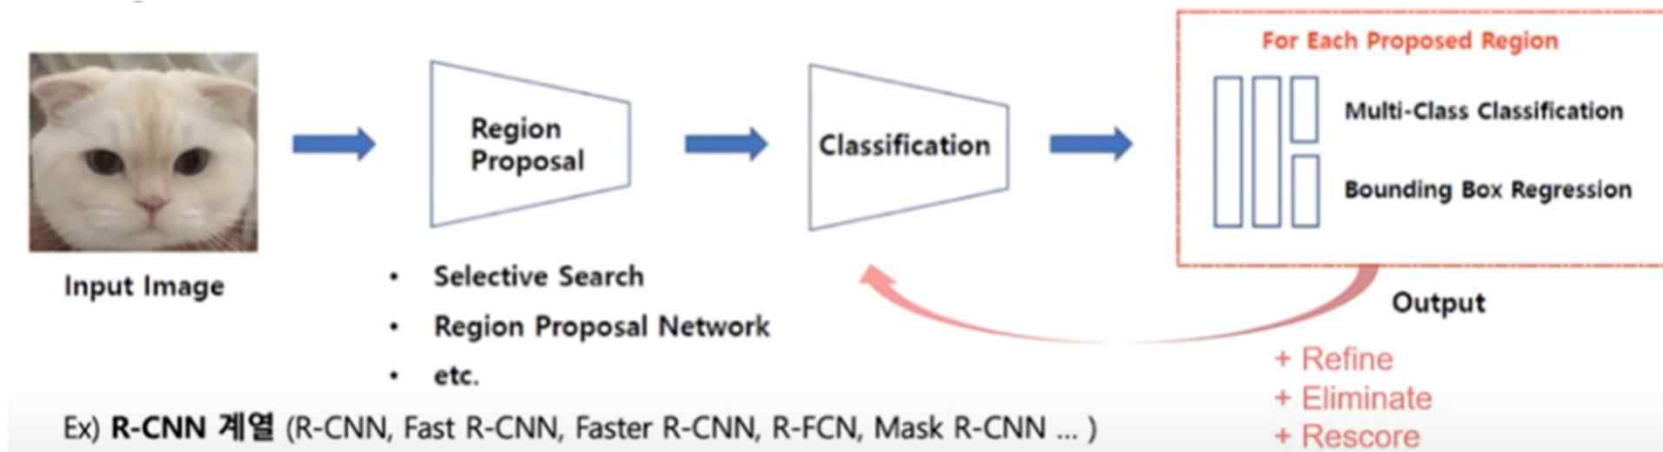 For Each Proposed Region
Region
Proposal
Classification
Multi-Class Classification
Bounding Box Regression
Input Image
• Selective Search
• Region Proposal Network
• etc.
Output
+ Refine
+ Eliminate
+ Rescore
Ex) R-CNN 계열 (R-CNN, Fast R-CNN, Faster R-CNN, R-FCN, Mask R-CNN ... )